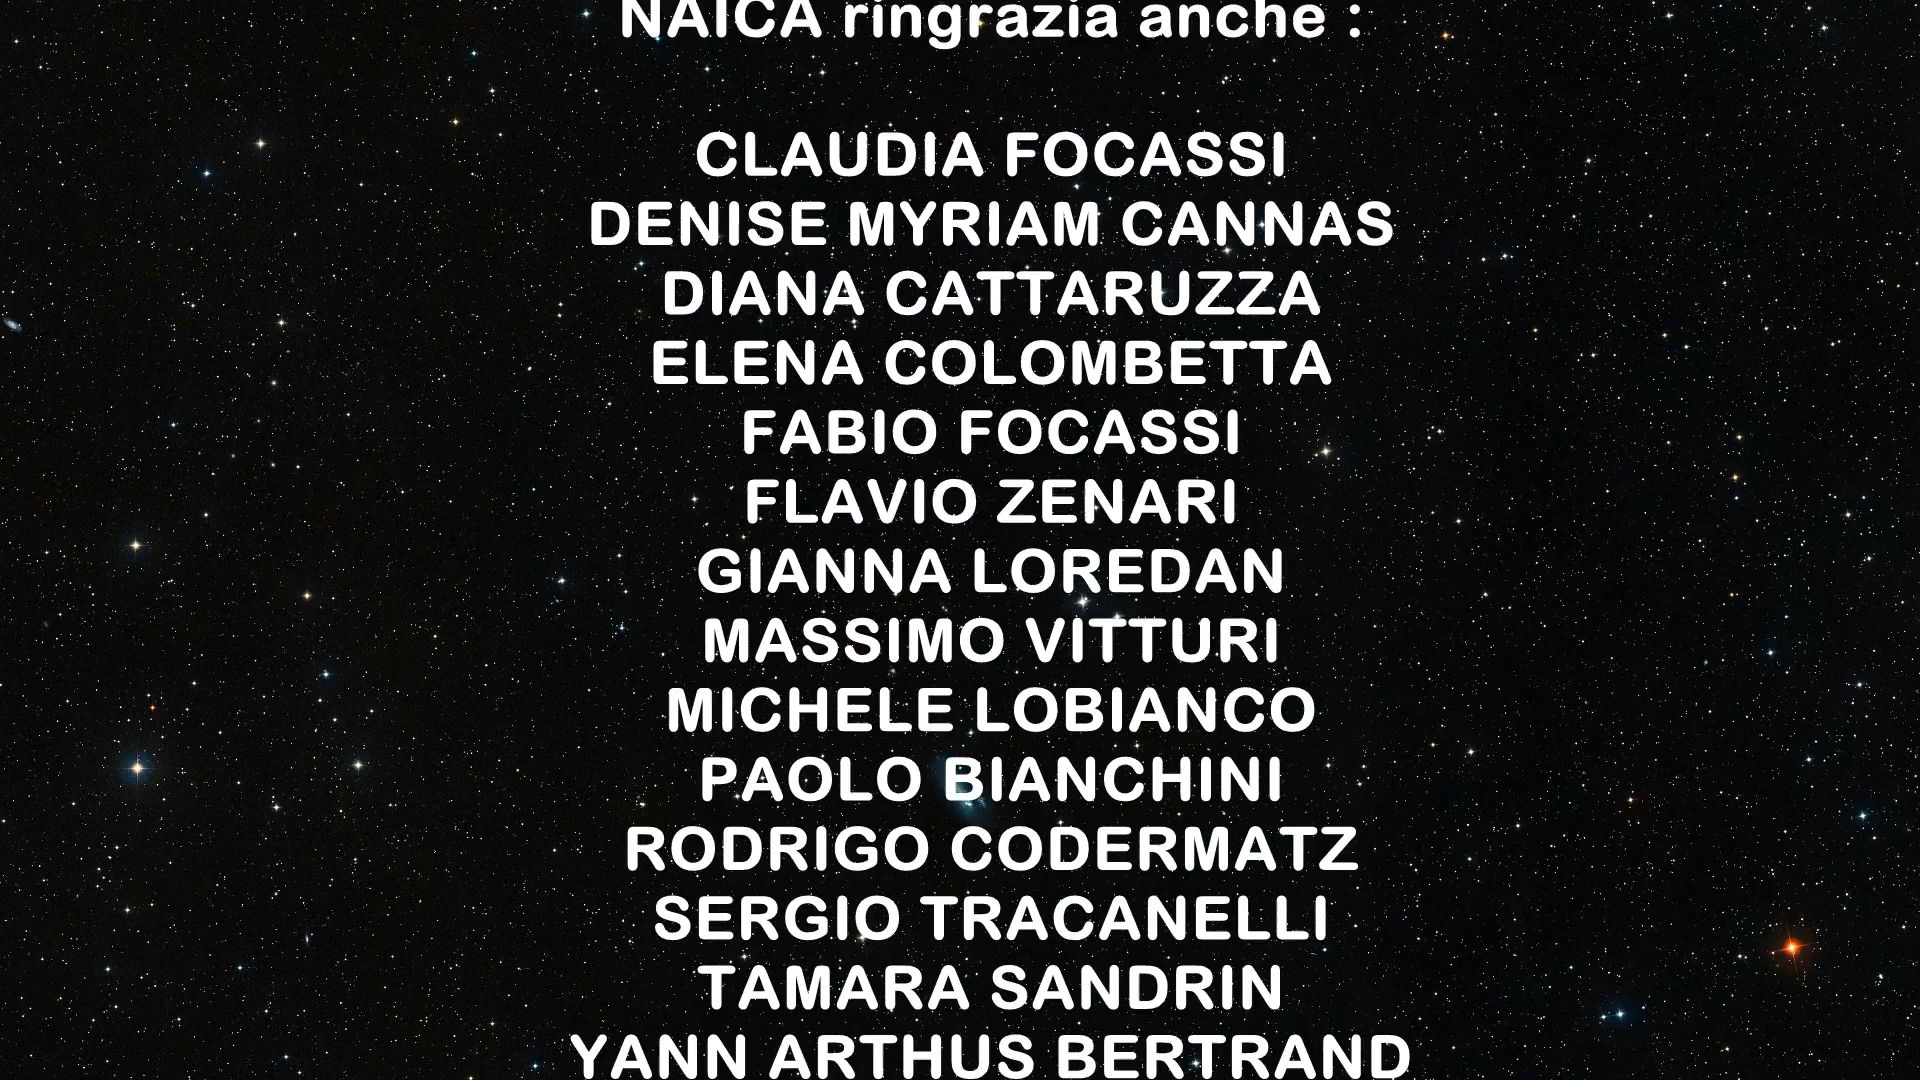 NAICA ringrazia anche :
CLAUDIA FOCASSI
DENISE MYRIAM CANNAS
DIANA CATTARUZZA
ELENA COLOMBETTA
FABIO FOCASSI
FLAVIO ZENARI
GIANNA LOREDAN
MASSIMO VITTURI
MICHELE LOBIANCO
PAOLO BIANCHINI
RODRIGO CODERMATZ
SERGIO TRACANELLI
TAMARA SANDRIN
YANN ARTHUS BERTRAND